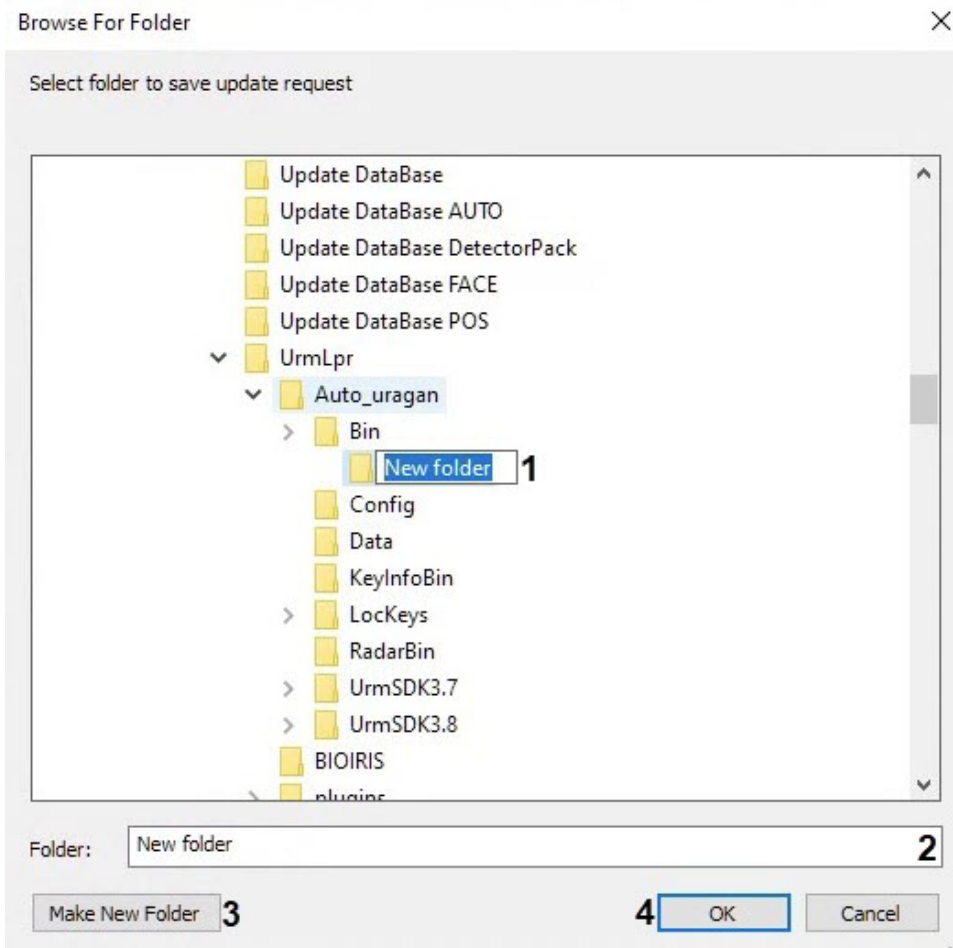 Browse For Folder
Select folder to save update request
Update DataBase
Update DataBase AUTO
Update DataBase DetectorPack
Update DataBase FACE
Update DataBase POS
UrmLpr
Auto_uragan
Bin
New folder 1
Config
Data
KeyInfoBin
LocKeys
RadarBin
UrmSDK3.7
UrmSDK3.8
BIOIRIS
plugins
Folder: New folder 2
Make New Folder 3 4 OK Cancel